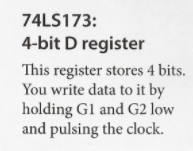 74LS173:
4-bit D register
This register stores 4 bits.
You write data to it by
holding G1 and G2 low
and pulsing the clock.